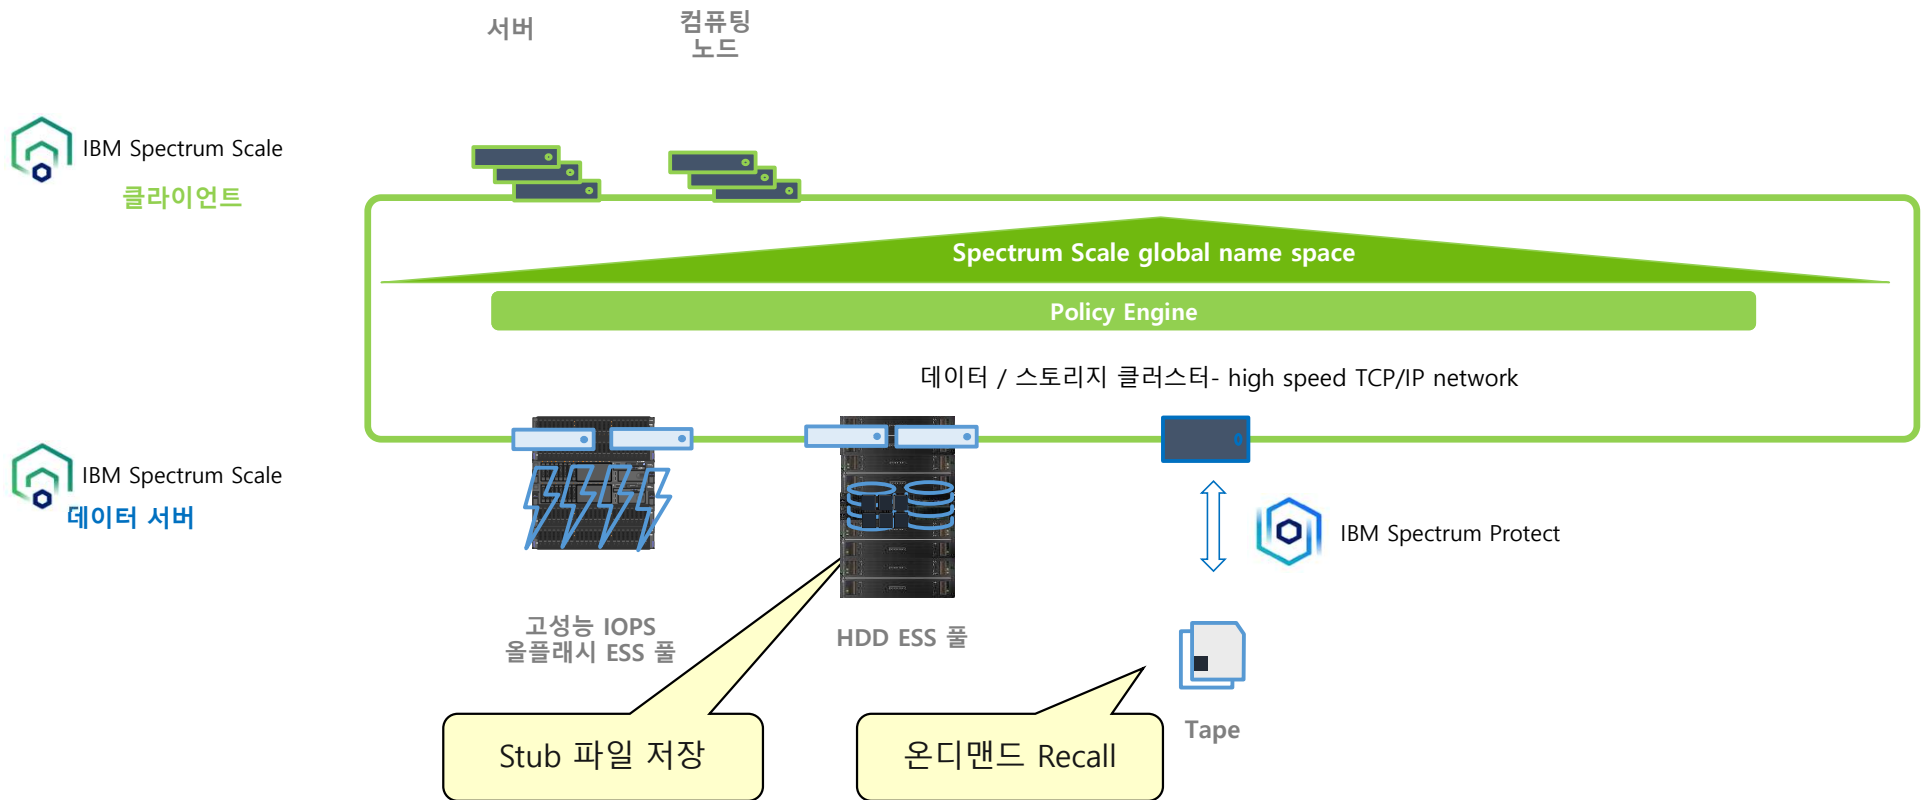 서버
컴퓨팅
노드
IBM Spectrum Scale
클라이언트
Spectrum Scale global name space
Policy Engine
데이터 / 스토리지 클러스터- high speed TCP/IP network
IBM Spectrum Scale
데이터 서버
IBM Spectrum Protect
고성능 IOPS
올플래시 ESS 풀
HDD ESS 풀
Stub 파일 저장
온디맨드 Recall
Tape